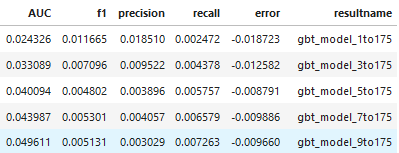 AUC f1 precision recall error resultname
0.024326 0.011665 0.018510 0.002472 -0.018723 gbt_model_1to175
0.033089 0.007096 0.009522 0.004378 -0.012582 gbt_model_3to175
0.040094 0.004802 0.003896 0.005757 -0.008791 gbt_model_5to175
0.043987 0.005301 0.004057 0.006579 -0.009886 gbt_model_7to175
0.049611 0.005131 0.003029 0.007263 -0.009660 gbt_model_9to175